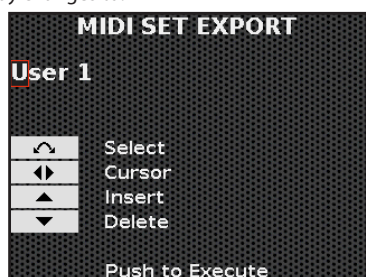 MIDI SET EXPORT
User 1
Select
Cursor
Insert
Delete
Push to Execute